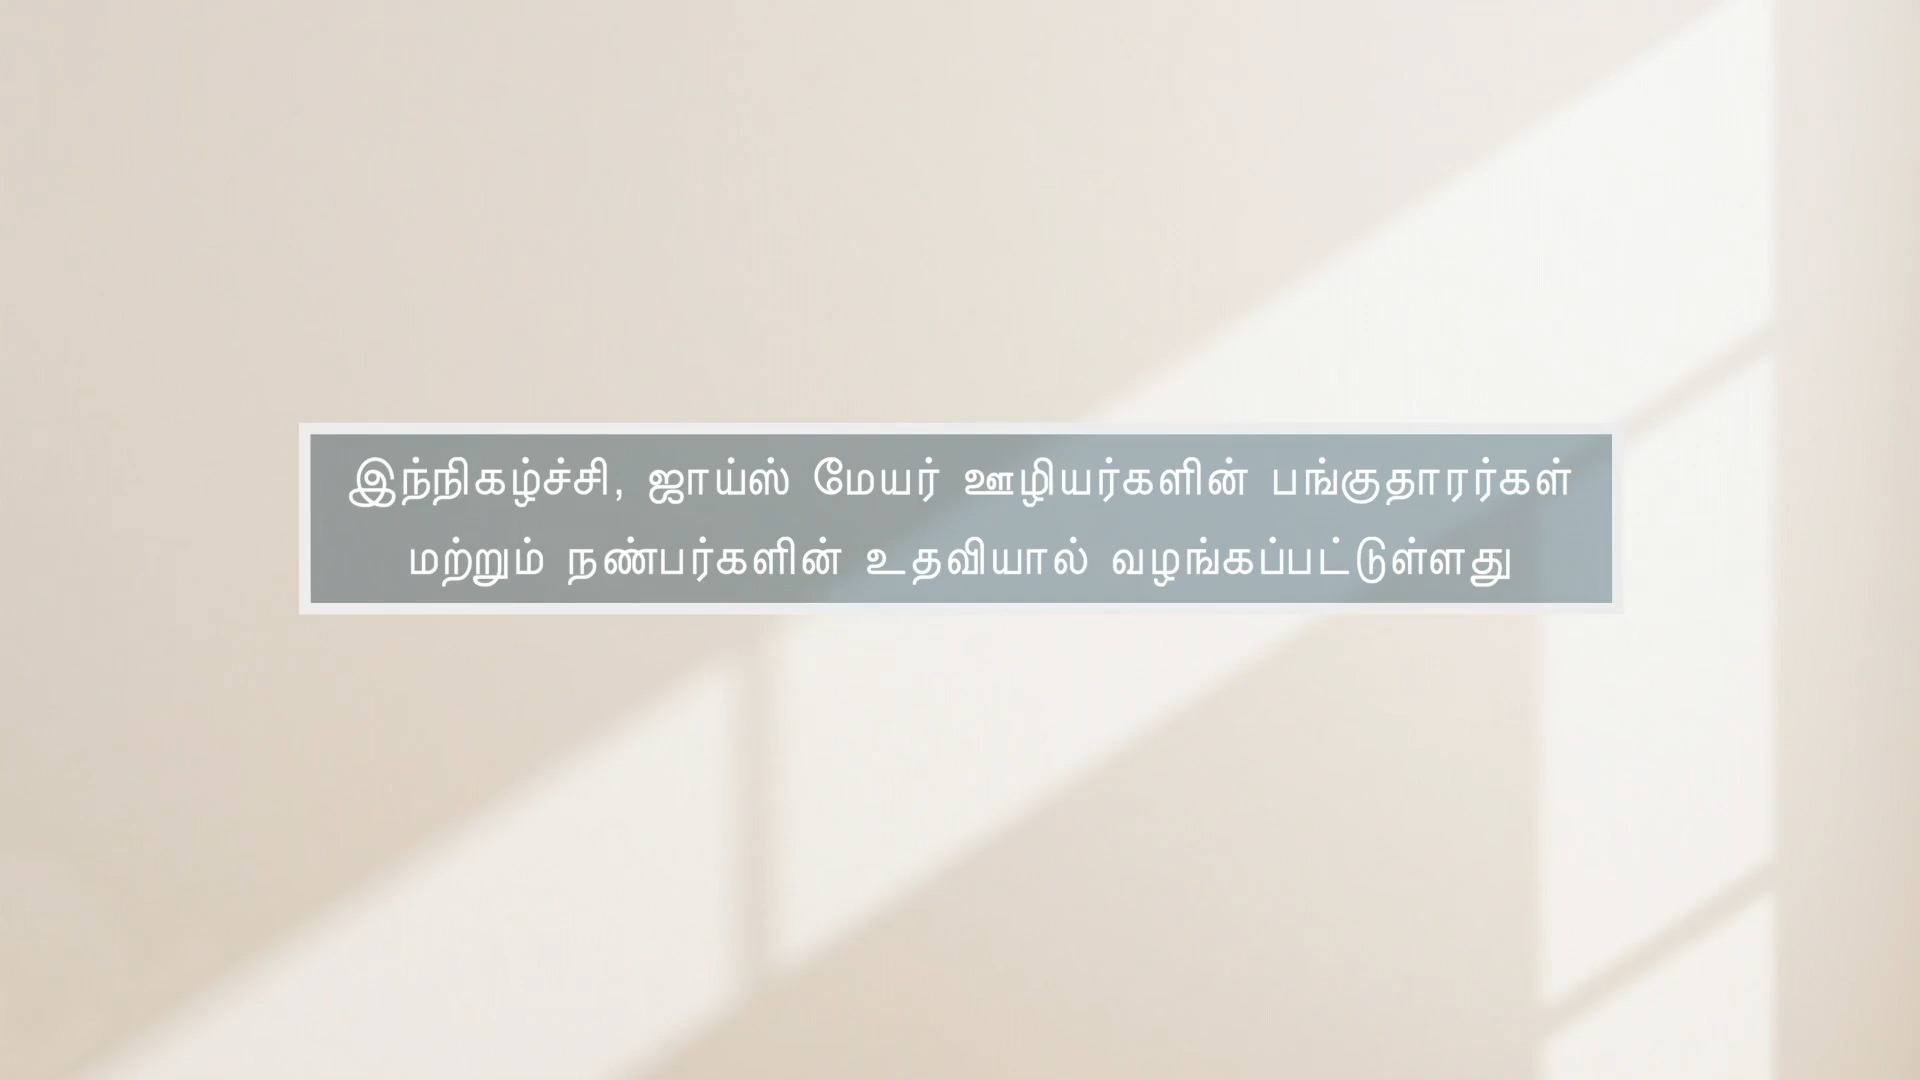 இந்நிகழ்ச்சி, ஜாய்ஸ் மேயர் ஊழியர்களின் பங்குதாரர்கள்
மற்றும் நண்பர்களின் உதவியால் வழங்கப்பட்டுள்ளது